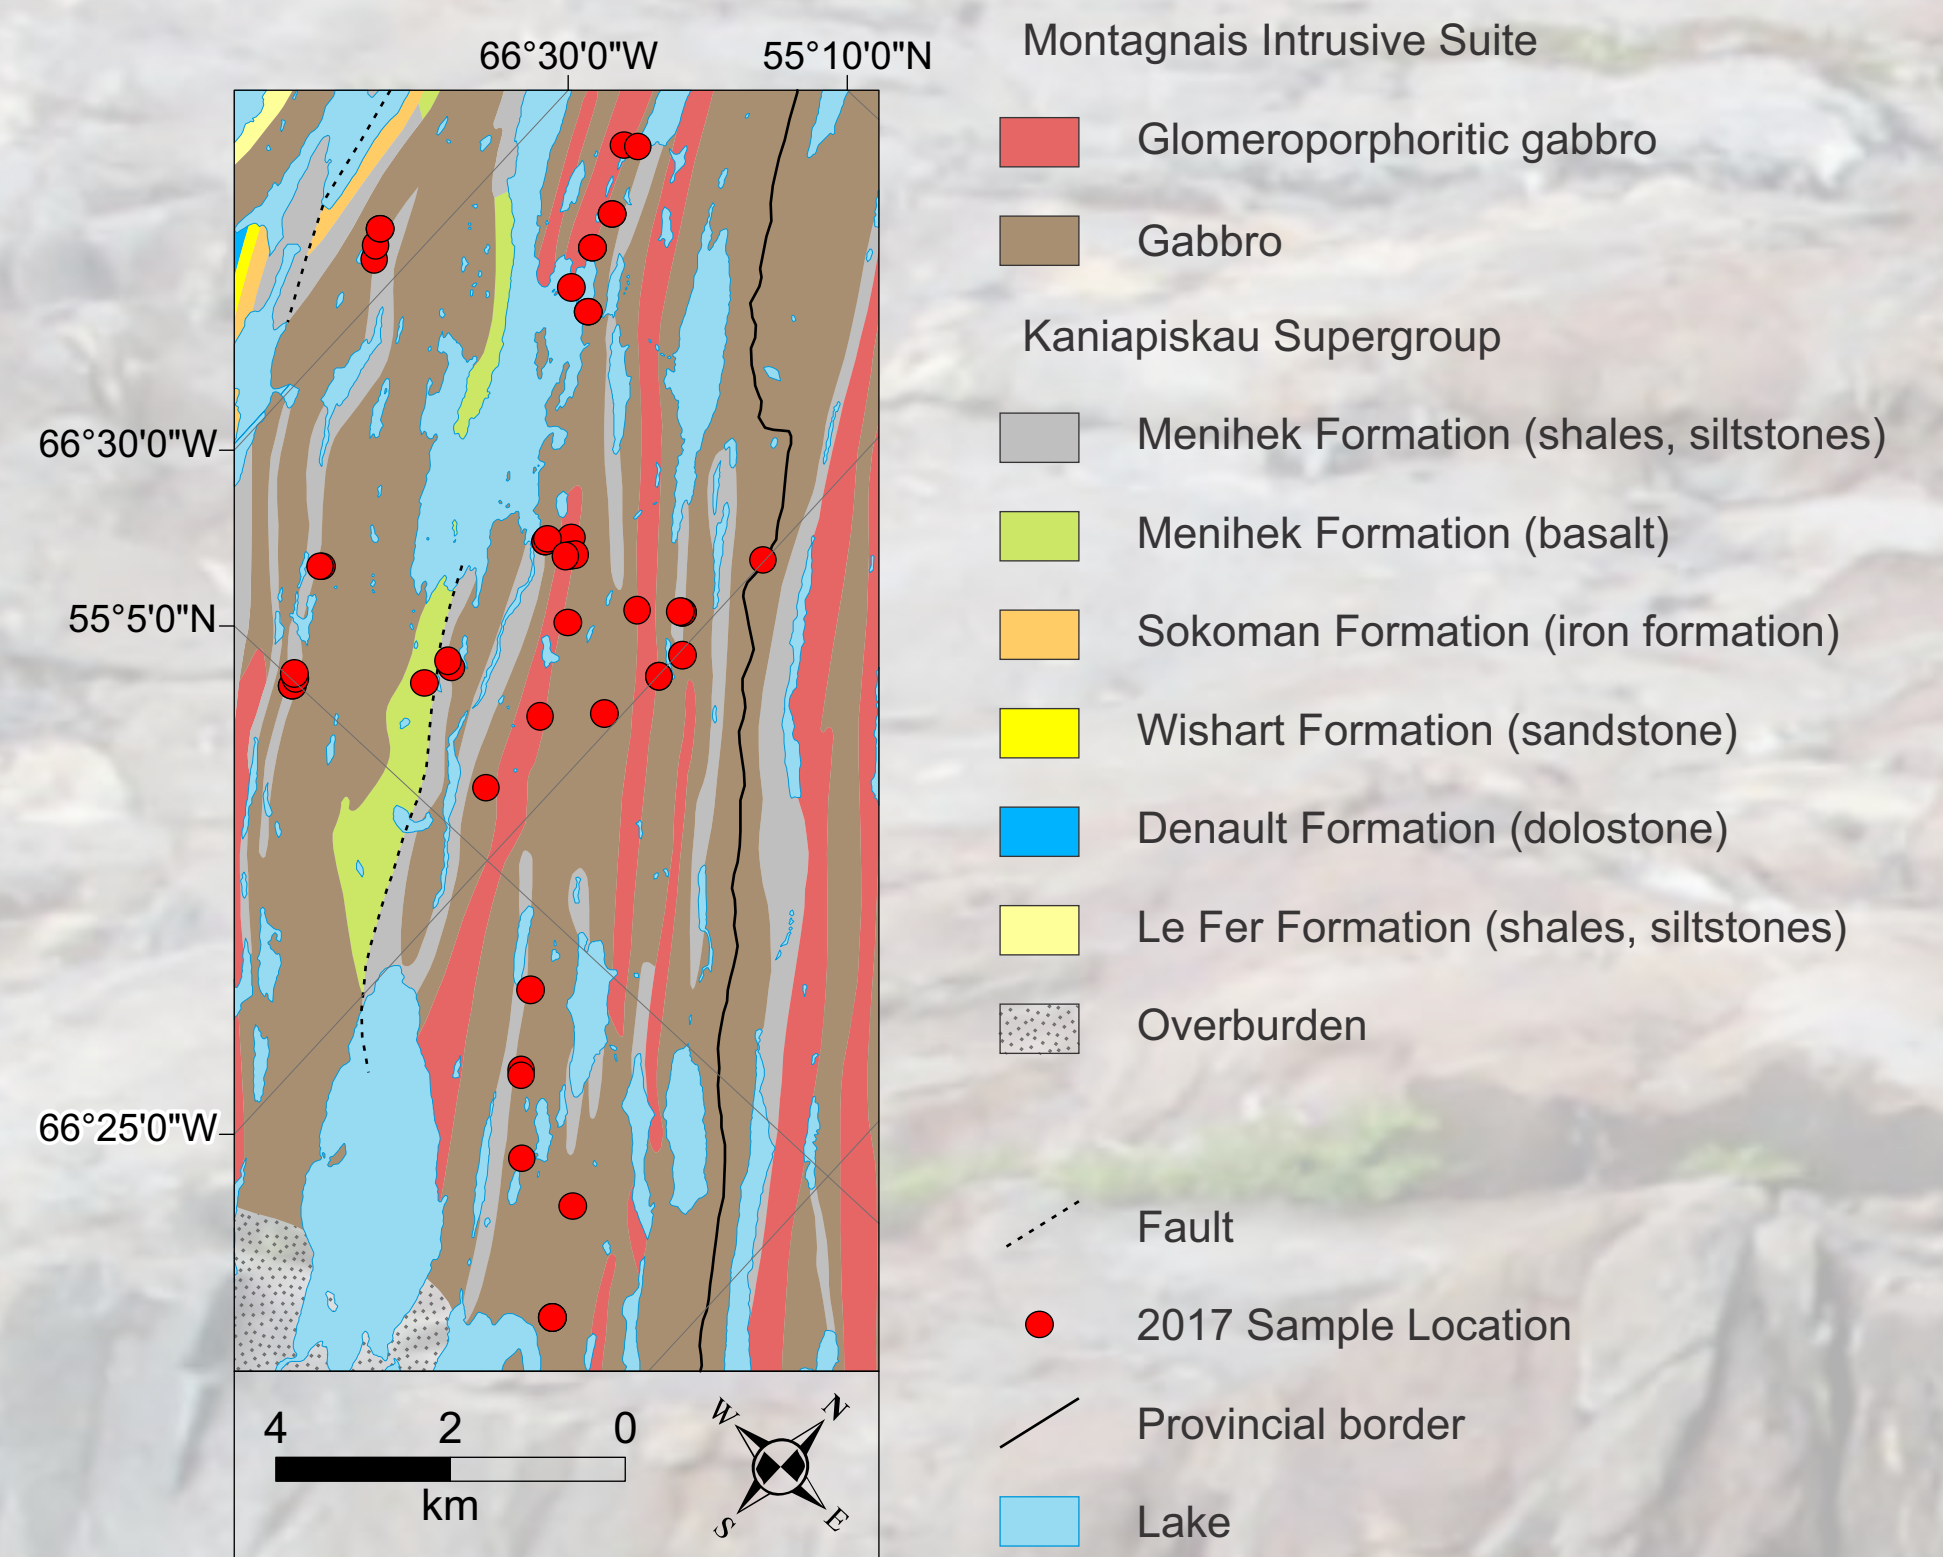 66°30'0"W
55°10'0"N
66°30'0"W
55°5'0"N
66°25'0"W
4 2 0
km
W N
S E
Montagnais Intrusive Suite
Glomeroporphoritic gabbro
Gabbro
Kaniapiskau Supergroup
Menihek Formation (shales, siltstones)
Menihek Formation (basalt)
Sokoman Formation (iron formation)
Wishart Formation (sandstone)
Denault Formation (dolostone)
Le Fer Formation (shales, siltstones)
Overburden
Fault
2017 Sample Location
Provincial border
Lake